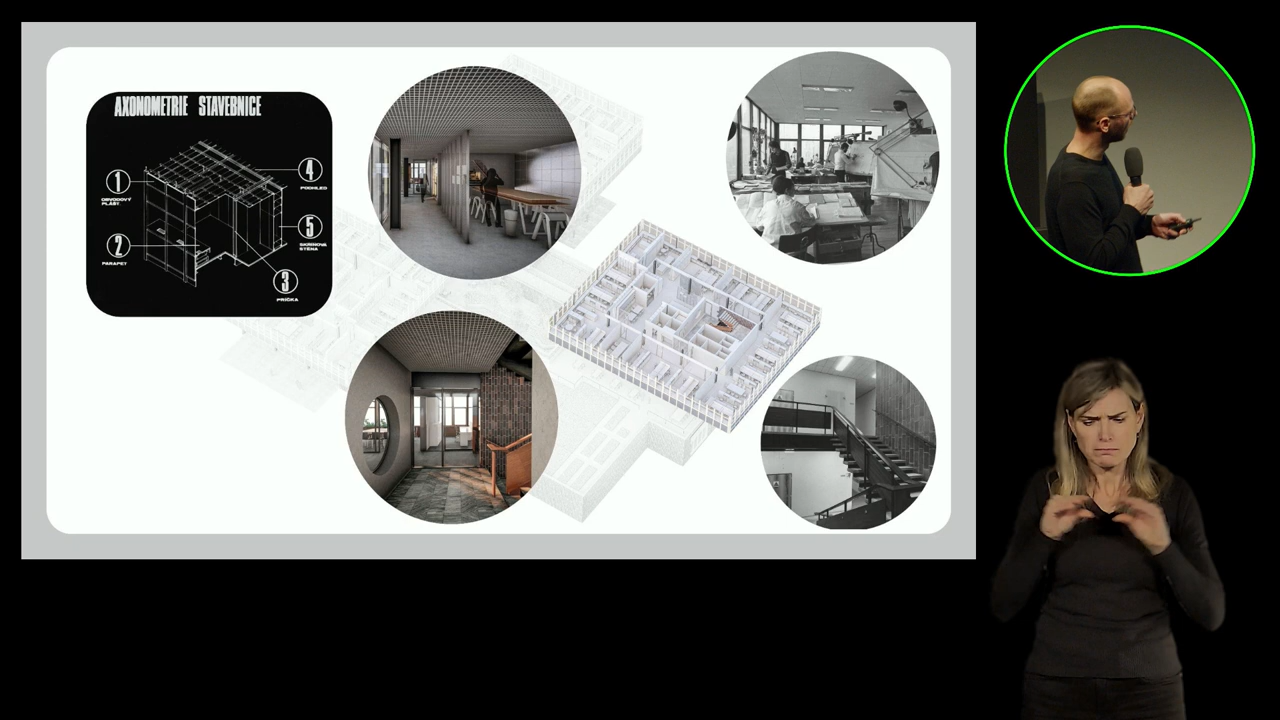 AXONOMETRIE STAVEBNICE
1
OBVODOVÝ
PLÁŠŤ
2
PARAPET
4
PODHLED
5
SKŘÍŇOVÁ
STĚNA
3
PŘÍČKA